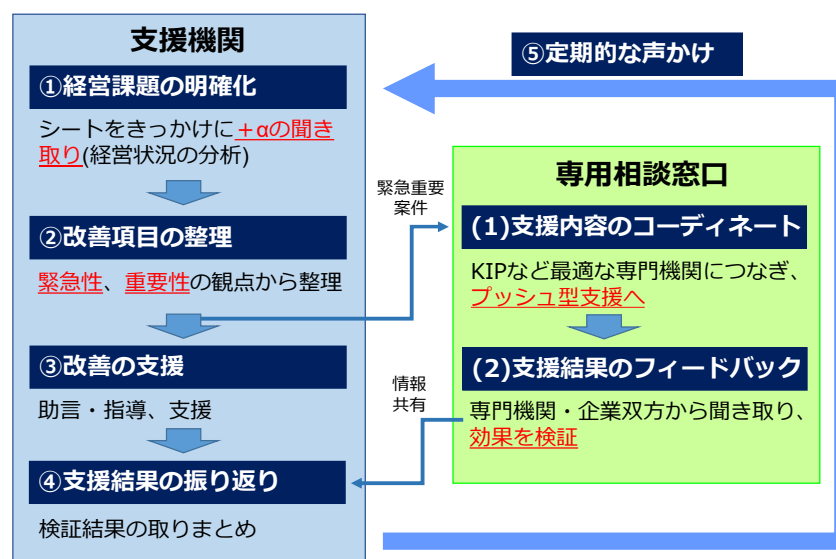 支援機関
①経営課題の明確化
シートをきっかけに＋αの聞き
取り(経営状況の分析)
②改善項目の整理
緊急性、重要性の観点から整理
③改善の支援
助言・指導、支援
④支援結果の振り返り
検証結果の取りまとめ
⑤定期的な声かけ
緊急重要
案件
情報
共有
専用相談窓口
(1)支援内容のコーディネート
KIPなど最適な専門機関につなぎ、
プッシュ型支援へ
(2)支援結果のフィードバック
専門機関・企業双方から聞き取り、
効果を検証